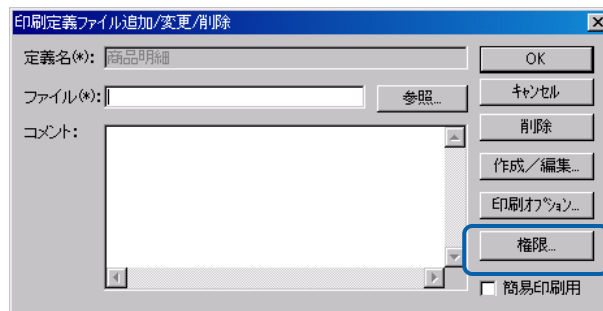 印刷定義ファイル追加/変更/削除
定義名(*): 商品明細
OK
ファイル(*):
参照...
キャンセル
コメント:
削除
作成／編集...
印刷オプション...
権限...
簡易印刷用